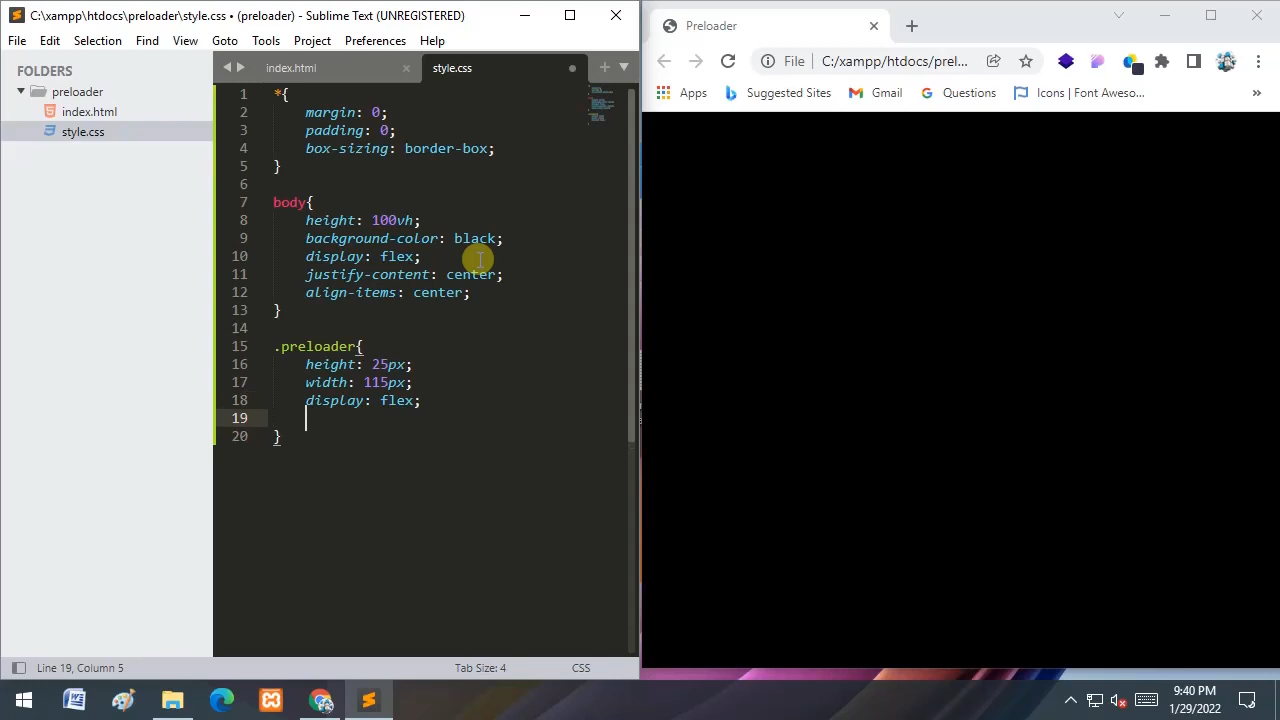 C:\xampp\htdocs\preloader\style.css • (preloader) - Sublime Text (UNREGISTERED)
File Edit Selection Find View Goto Tools Project Preferences Help
FOLDERS
preloader
index.html
style.css
index.html × style.css
1 *{
2 margin: 0;
3 padding: 0;
4 box-sizing: border-box;
5 }
6
7 body{
8 height: 100vh;
9 background-color: black;
10 display: flex;
11 justify-content: center;
12 align-items: center;
13 }
14
15 .preloader{
16 height: 25px;
17 width: 115px;
18 display: flex;
19
20 }
Line 19, Column 5 Tab Size: 4 CSS
Preloader
File C:/xampp/htdocs/prel...
Apps Suggested Sites Gmail Questions Icons | Font Aweso... »
9:40 PM
1/29/2022